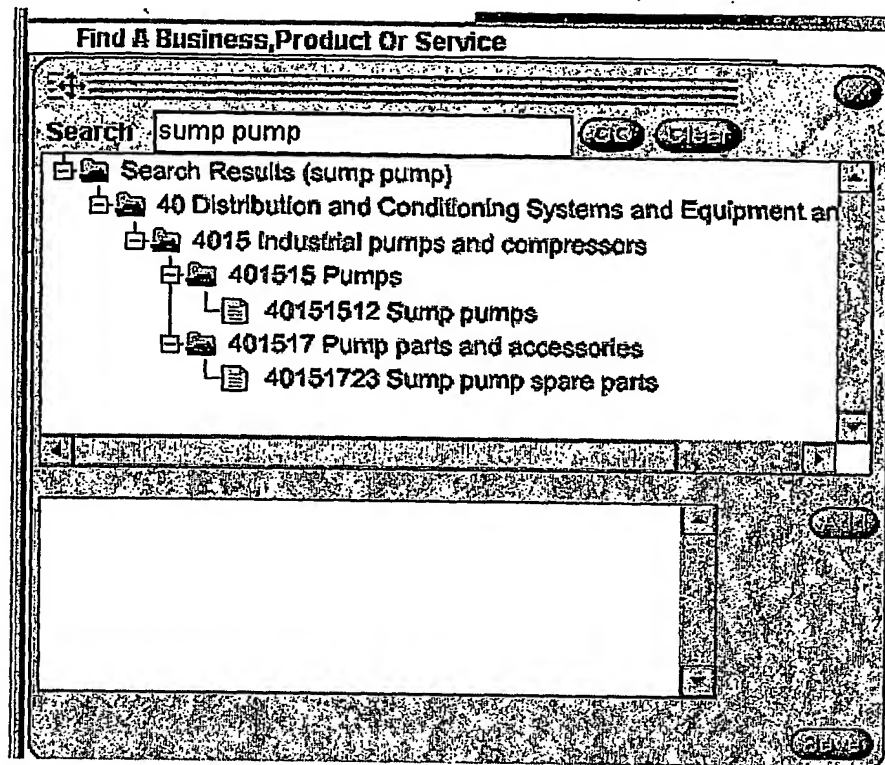 Find A Business,Product Or Service
Search sump pump GO Clear
Search Results (sump pump)
40 Distribution and Conditioning Systems and Equipment an
4015 Industrial pumps and compressors
401515 Pumps
40151512 Sump pumps
401517 Pump parts and accessories
40151723 Sump pump spare parts
Add